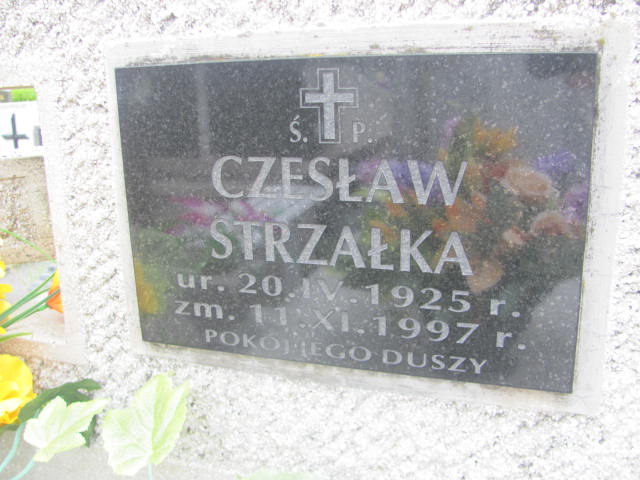 Ś. P.
CZESŁAW
STRZAŁKA
ur. 20.IV.1925 r.
zm. 11.XI.1997 r.
POKÓJ JEGO DUSZY